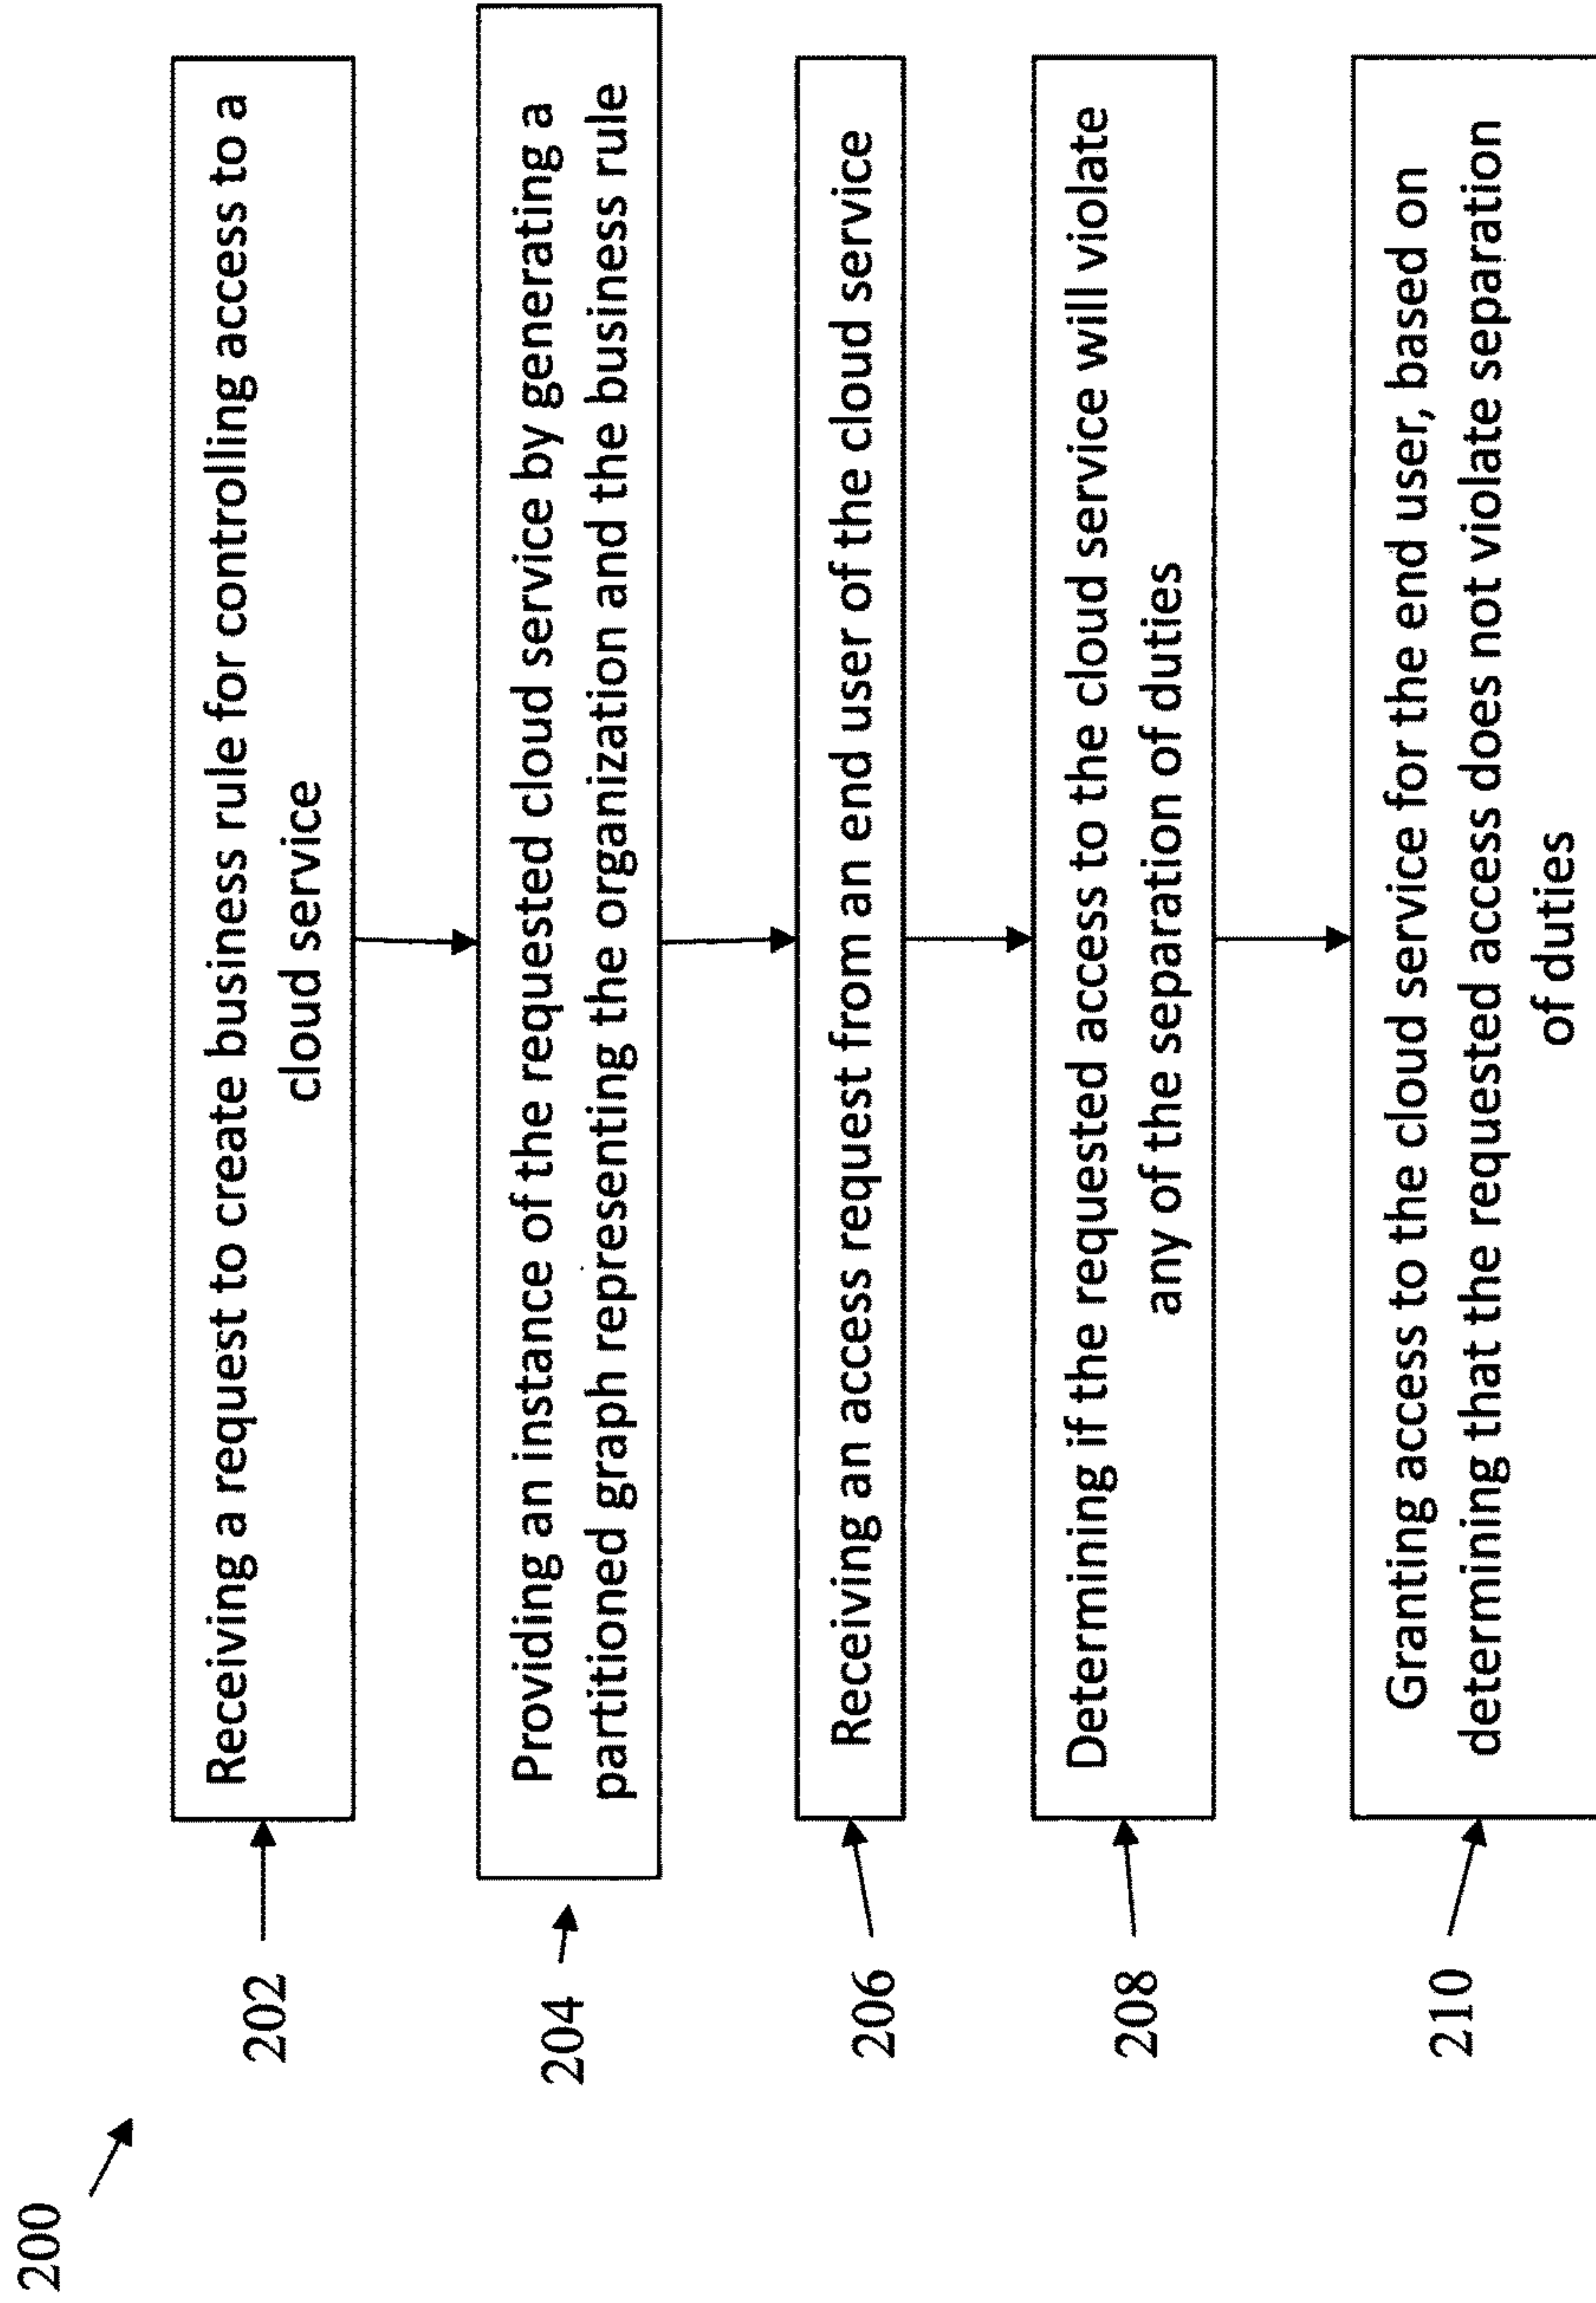 200
202
Receiving a request to create business rule for controlling access to a
cloud service
204
Providing an instance of the requested cloud service by generating a
partitioned graph representing the organization and the business rule
206
Receiving an access request from an end user of the cloud service
208
Determining if the requested access to the cloud service will violate
any of the separation of duties
210
Granting access to the cloud service for the end user, based on
determining that the requested access does not violate separation
of duties